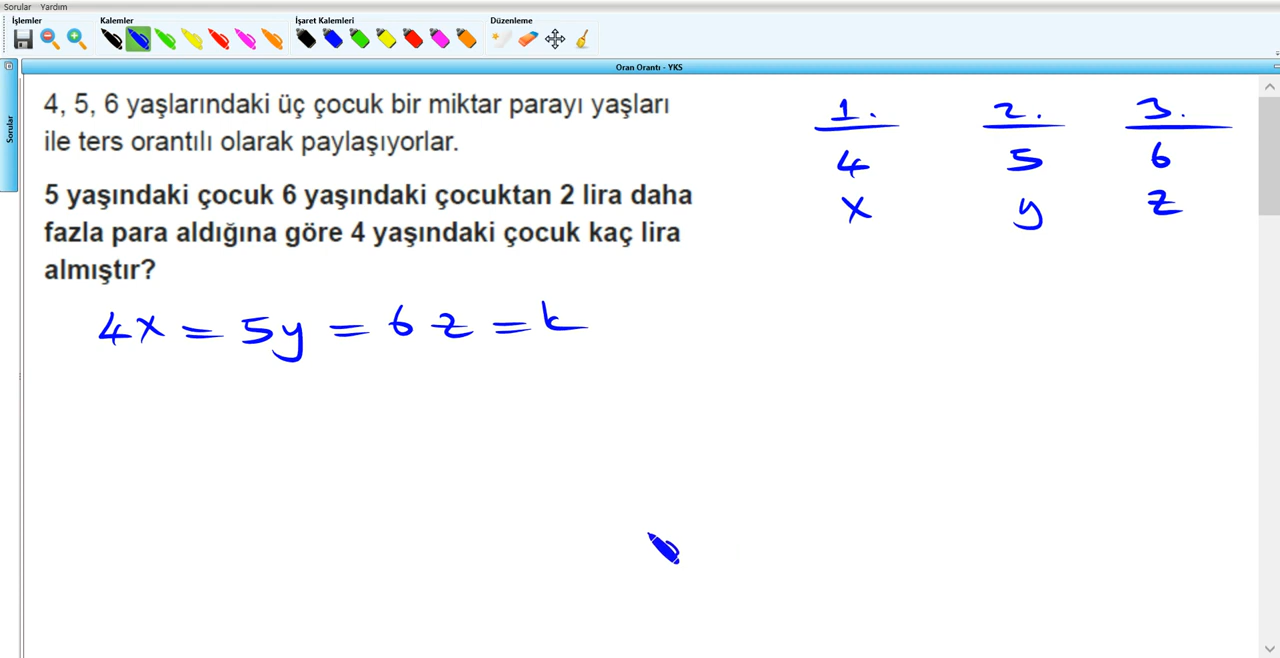 Sorular Yardım
İşlemler Kalemler İşaret Kalemleri Düzenleme
Oran Orantı - YKS
Sorular
4, 5, 6 yaşlarındaki üç çocuk bir miktar parayı yaşları
ile ters orantılı olarak paylaşıyorlar.
5 yaşındaki çocuk 6 yaşındaki çocuktan 2 lira daha
fazla para aldığına göre 4 yaşındaki çocuk kaç lira
almıştır?
4x = 5y = 6z = k
1. 2. 3.
4 5 6
x y z